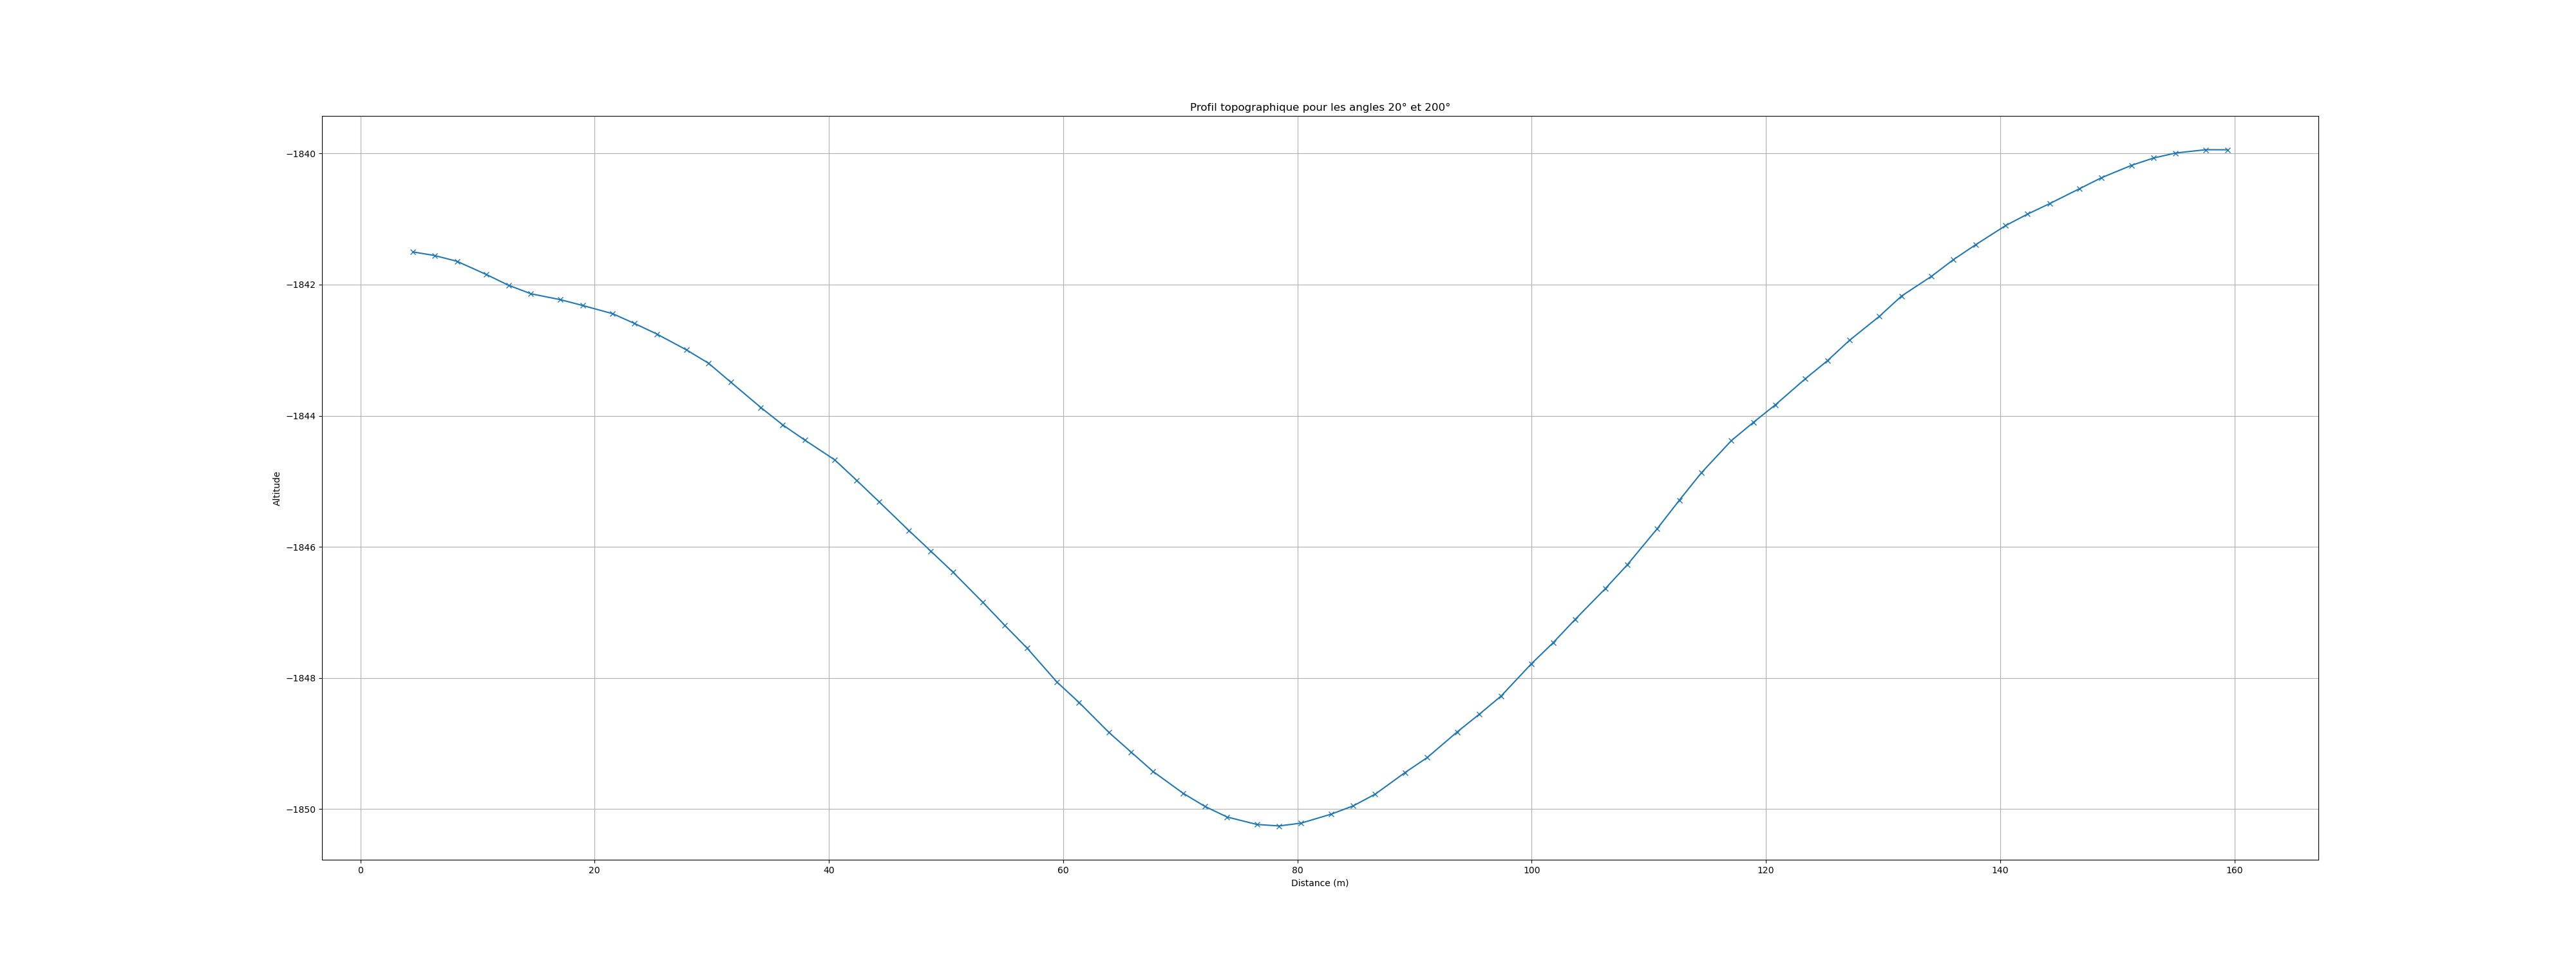 Profil topographique pour les angles 20° et 200°
−1840
−1842
−1844
−1846
−1848
−1850
Altitude
0 20 40 60 80 100 120 140 160
Distance (m)